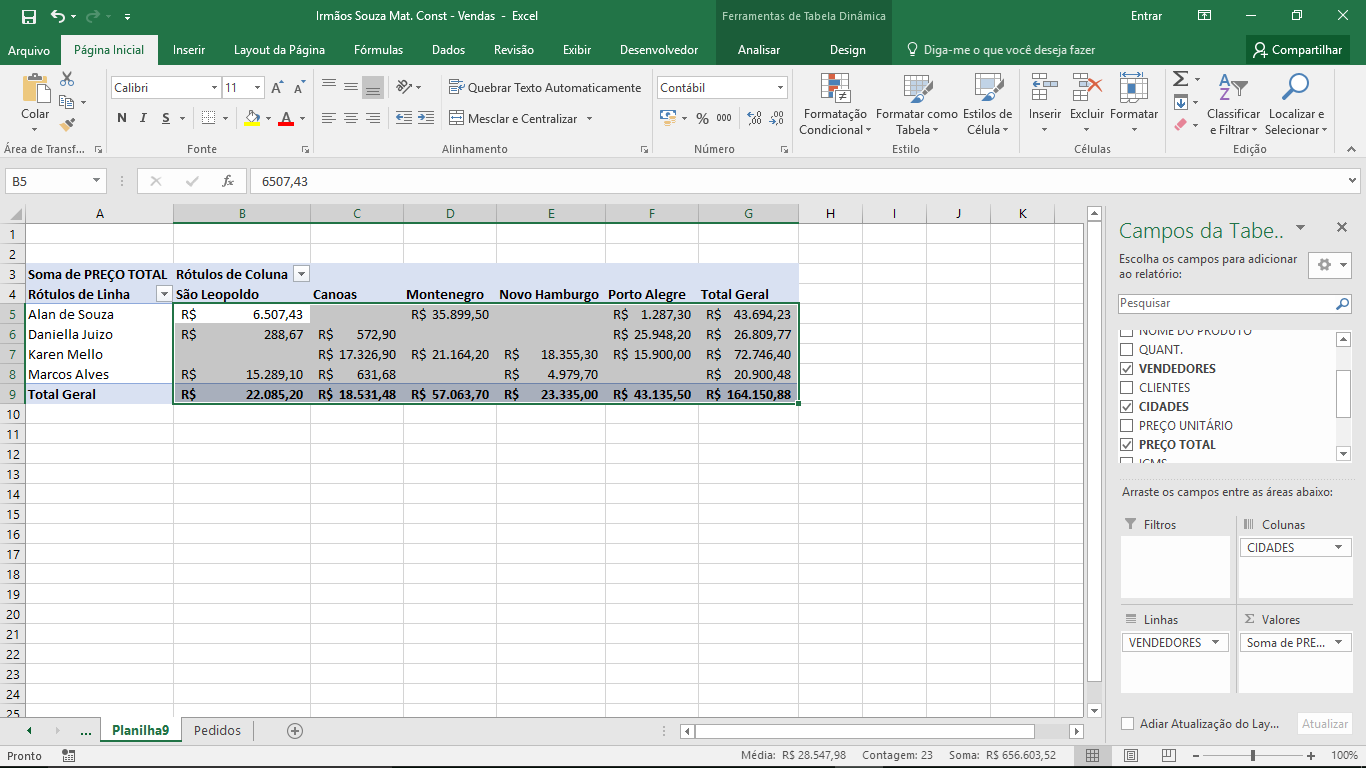 Irmãos Souza Mat. Const - Vendas - Excel
Ferramentas de Tabela Dinâmica
Entrar
Arquivo Página Inicial Inserir Layout da Página Fórmulas Dados Revisão Exibir Desenvolvedor Analisar Design Diga-me o que você deseja fazer Compartilhar
Colar
Área de Transf...
Calibri 11
N I S
Fonte
Quebrar Texto Automaticamente
Mesclar e Centralizar
Alinhamento
Contábil
% 000
Número
Formatação Condicional
Formatar como Tabela
Estilos de Célula
Estilo
Inserir Excluir Formatar
Células
Classificar e Filtrar
Localizar e Selecionar
Edição
B5 fx 6507,43
A B C D E F G H I J K
1
2
3 Soma de PREÇO TOTAL Rótulos de Coluna
4 Rótulos de Linha São Leopoldo Canoas Montenegro Novo Hamburgo Porto Alegre Total Geral
5 Alan de Souza R$ 6.507,43 R$ 35.899,50 R$ 1.287,30 R$ 43.694,23
6 Daniella Juizo R$ 288,67 R$ 572,90 R$ 25.948,20 R$ 26.809,77
7 Karen Mello R$ 17.326,90 R$ 21.164,20 R$ 18.355,30 R$ 15.900,00 R$ 72.746,40
8 Marcos Alves R$ 15.289,10 R$ 631,68 R$ 4.979,70 R$ 20.900,48
9 Total Geral R$ 22.085,20 R$ 18.531,48 R$ 57.063,70 R$ 23.335,00 R$ 43.135,50 R$ 164.150,88
10
11
12
13
14
15
16
17
18
19
20
21
22
23
24
25
Campos da Tabe..
Escolha os campos para adicionar
ao relatório:
Pesquisar
NOME DO PRODUTO
QUANT.
VENDEDORES
CLIENTES
CIDADES
PREÇO UNITÁRIO
PREÇO TOTAL
ICMS
Arraste os campos entre as áreas abaixo:
Filtros
Colunas
CIDADES
Linhas
VENDEDORES
Valores
Soma de PRE...
Adiar Atualização do Lay... Atualizar
... Planilha9 Pedidos
Pronto Média: R$ 28.547,98 Contagem: 23 Soma: R$ 656.603,52 100%